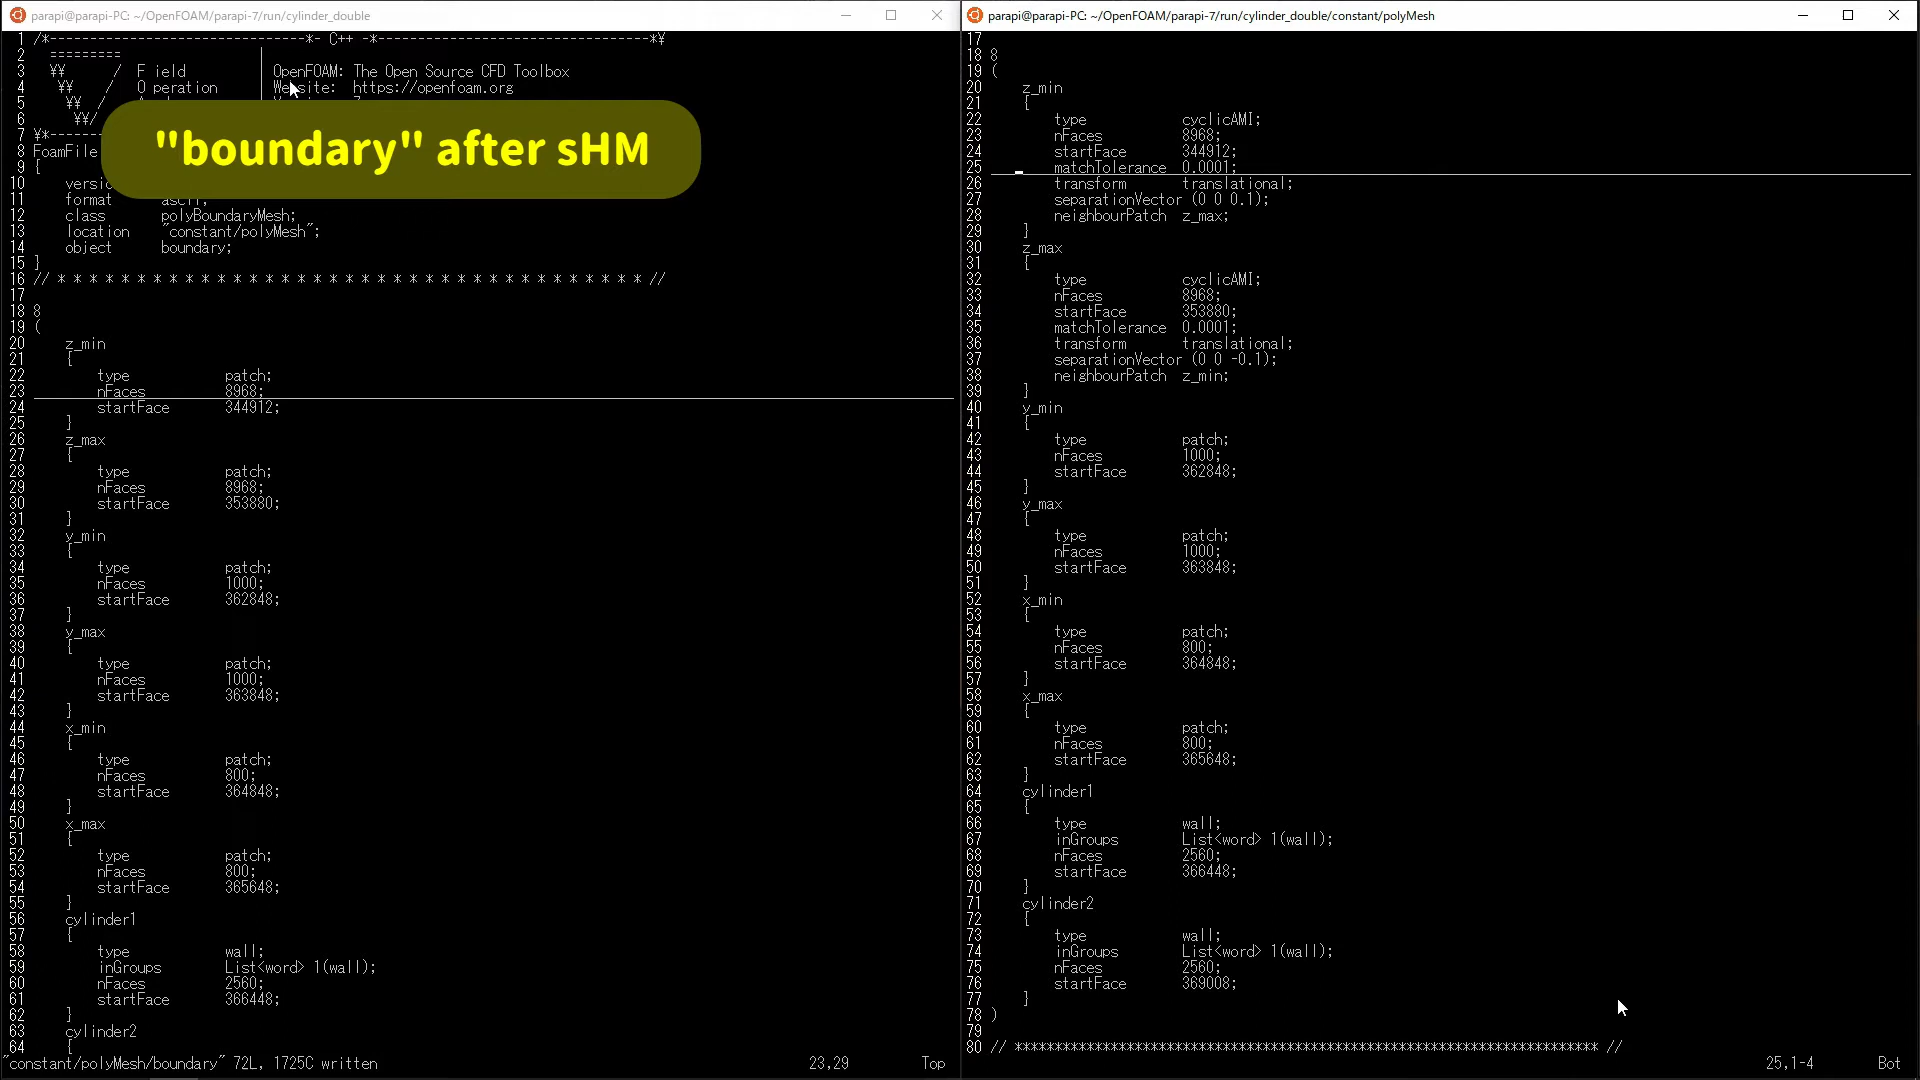 parapi@parapi-PC: ~/OpenFOAM/parapi-7/run/cylinder_double
1 /*--------------------------------*- C++ -*----------------------------------*¥
2 =========
3 ¥¥ / F ield | OpenFOAM: The Open Source CFD Toolbox
4 ¥¥ / O peration | Website: https://openfoam.org
5 ¥¥ /
6 ¥¥/
"boundary" after sHM
7 ¥*-----
8 FoamFile
9 {
10 versio
11 format ascii;
12 class polyBoundaryMesh;
13 location "constant/polyMesh";
14 object boundary;
15 }
16 // * * * * * * * * * * * * * * * * * * * * * * * * * * * * * * * * * * * * * //
17
18 8
19 (
20 z_min
21 {
22 type patch;
23 nFaces 8968;
24 startFace 344912;
25 }
26 z_max
27 {
28 type patch;
29 nFaces 8968;
30 startFace 353880;
31 }
32 y_min
33 {
34 type patch;
35 nFaces 1000;
36 startFace 362848;
37 }
38 y_max
39 {
40 type patch;
41 nFaces 1000;
42 startFace 363848;
43 }
44 x_min
45 {
46 type patch;
47 nFaces 800;
48 startFace 364848;
49 }
50 x_max
51 {
52 type patch;
53 nFaces 800;
54 startFace 365648;
55 }
56 cylinder1
57 {
58 type wall;
59 inGroups List<word> 1(wall);
60 nFaces 2560;
61 startFace 366448;
62 }
63 cylinder2
64 {
"constant/polyMesh/boundary" 72L, 1725C written 23,29 Top
parapi@parapi-PC: ~/OpenFOAM/parapi-7/run/cylinder_double/constant/polyMesh
17
18 8
19 (
20 z_min
21 {
22 type cyclicAMI;
23 nFaces 8968;
24 startFace 344912;
25 matchTolerance 0.0001;
26 transform translational;
27 separationVector (0 0 0.1);
28 neighbourPatch z_max;
29 }
30 z_max
31 {
32 type cyclicAMI;
33 nFaces 8968;
34 startFace 353880;
35 matchTolerance 0.0001;
36 transform translational;
37 separationVector (0 0 -0.1);
38 neighbourPatch z_min;
39 }
40 y_min
41 {
42 type patch;
43 nFaces 1000;
44 startFace 362848;
45 }
46 y_max
47 {
48 type patch;
49 nFaces 1000;
50 startFace 363848;
51 }
52 x_min
53 {
54 type patch;
55 nFaces 800;
56 startFace 364848;
57 }
58 x_max
59 {
60 type patch;
61 nFaces 800;
62 startFace 365648;
63 }
64 cylinder1
65 {
66 type wall;
67 inGroups List<word> 1(wall);
68 nFaces 2560;
69 startFace 366448;
70 }
71 cylinder2
72 {
73 type wall;
74 inGroups List<word> 1(wall);
75 nFaces 2560;
76 startFace 369008;
77 }
78 )
79
80 // ************************************************************************* //
25,1-4 Bot